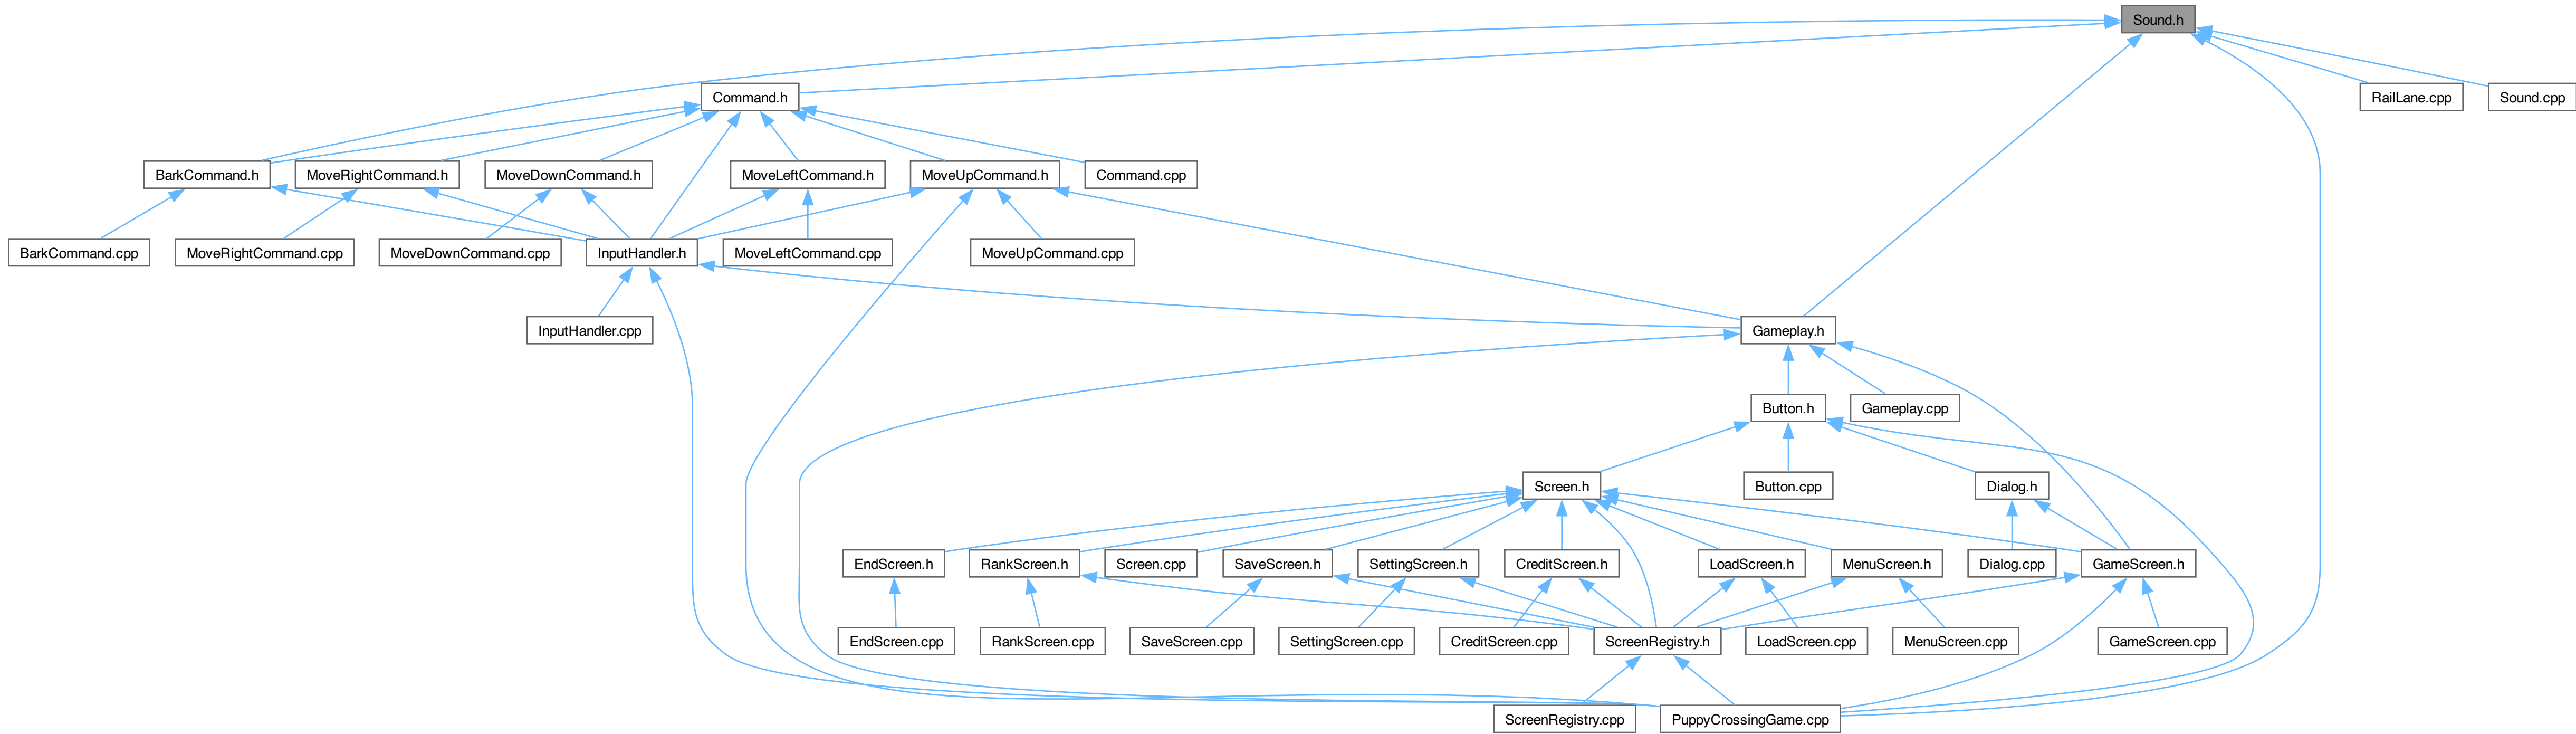 Sound.h
Command.h
RailLane.cpp
Sound.cpp
BarkCommand.h
MoveRightCommand.h
MoveDownCommand.h
MoveLeftCommand.h
MoveUpCommand.h
Command.cpp
BarkCommand.cpp
MoveRightCommand.cpp
MoveDownCommand.cpp
InputHandler.h
MoveLeftCommand.cpp
MoveUpCommand.cpp
InputHandler.cpp
Gameplay.h
Button.h
Gameplay.cpp
Screen.h
Button.cpp
Dialog.h
EndScreen.h
RankScreen.h
Screen.cpp
SaveScreen.h
SettingScreen.h
CreditScreen.h
LoadScreen.h
MenuScreen.h
Dialog.cpp
GameScreen.h
EndScreen.cpp
RankScreen.cpp
SaveScreen.cpp
SettingScreen.cpp
CreditScreen.cpp
ScreenRegistry.h
LoadScreen.cpp
MenuScreen.cpp
GameScreen.cpp
ScreenRegistry.cpp
PuppyCrossingGame.cpp